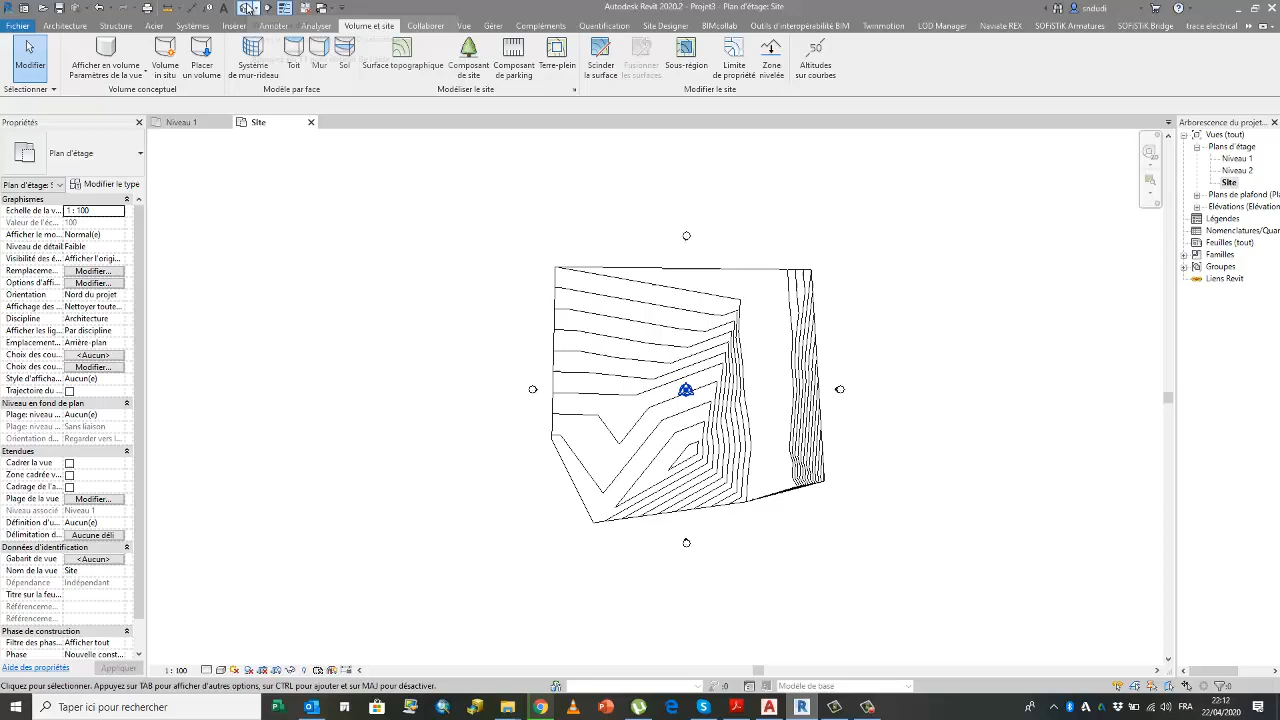 Autodesk Revit 2020.2 - Projet3 - Plan d'étage: Site
sndudi
Fichier Architecture Structure Acier Systèmes Insérer Annoter Analyser Volume et site Collaborer Vue Gérer Compléments Quantification Site Designer BIMcollab Outils d'interopérabilité BIM Twinmotion LOD Manager Naviate REX SOFiSTiK Armatures SOFiSTiK Bridge trace electrical
Modifier
Afficher en volume
Paramètres de la vue
Volume
in situ
Placer
un volume
Système
de mur-rideau
Toit Mur Sol
Surface topographique
Composant
de site
Composant
de parking
Terre-plein
Scinder
la surface
Fusionner
les surfaces
Sous-région
Limite
de propriété
Zone
nivelée
50
Altitudes
sur courbes
Sélectionner Volume conceptuel Modèle par face Modéliser le site Modifier le site
Propriétés
Niveau 1 Site
Arborescence du projet...
Plan d'étage
Plan d'étage: S Modifier le type
Graphismes
Echelle de la v... 1 : 100
Valeur de l'éc... 100
Afficher le mo... Normal(e)
Niveau de détail Faible
Visibilité des é... Afficher l'origi...
Remplaceme... Modifier...
Options d'affi... Modifier...
Orientation Nord du projet
Affichage des ... Nettoyer toute...
Discipline Architecture
Afficher les lig... Par discipline
Emplacement... Arrière-plan
Choix des cou... <Aucun>
Choix des cou... Modifier...
Style d'afficha... Aucun(e)
Trajectoire du ...
Niveau en fond de plan
Plage: niveau ... Aucun(e)
Plage: niveau ... Sans liaison
Orientation d... Regarder vers l...
Etendues
Cadrer la vue
Zone cadrée v...
Cadrage de l'a...
Plage de la vue Modifier...
Niveau associé Niveau 1
Définition d'u... Aucun(e)
Délimitation d... Aucune déli
Données d'identification
Gabarit de vue <Aucun>
Nom de la vue Site
Dépendance Indépendant
Titre sur la feu...
Référenceme...
Référenceme...
Phase de construction
Filtre des phas... Afficher tout
Phase Nouvelle const...
Aide des propriétés Appliquer
Vues (tout)
Plans d'étage
Niveau 1
Niveau 2
Site
Plans de plafond (Pla
Elévations (Elévation
Légendes
Nomenclatures/Quan
Feuilles (tout)
Familles
Groupes
Liens Revit
1 : 100
Cliquez pour sélectionner. Appuyez sur TAB pour afficher d'autres options, sur CTRL pour ajouter et sur MAJ pour désactiver.
:0 Modèle de base :0
Taper ici pour rechercher
FR
22:12
22/04/2020